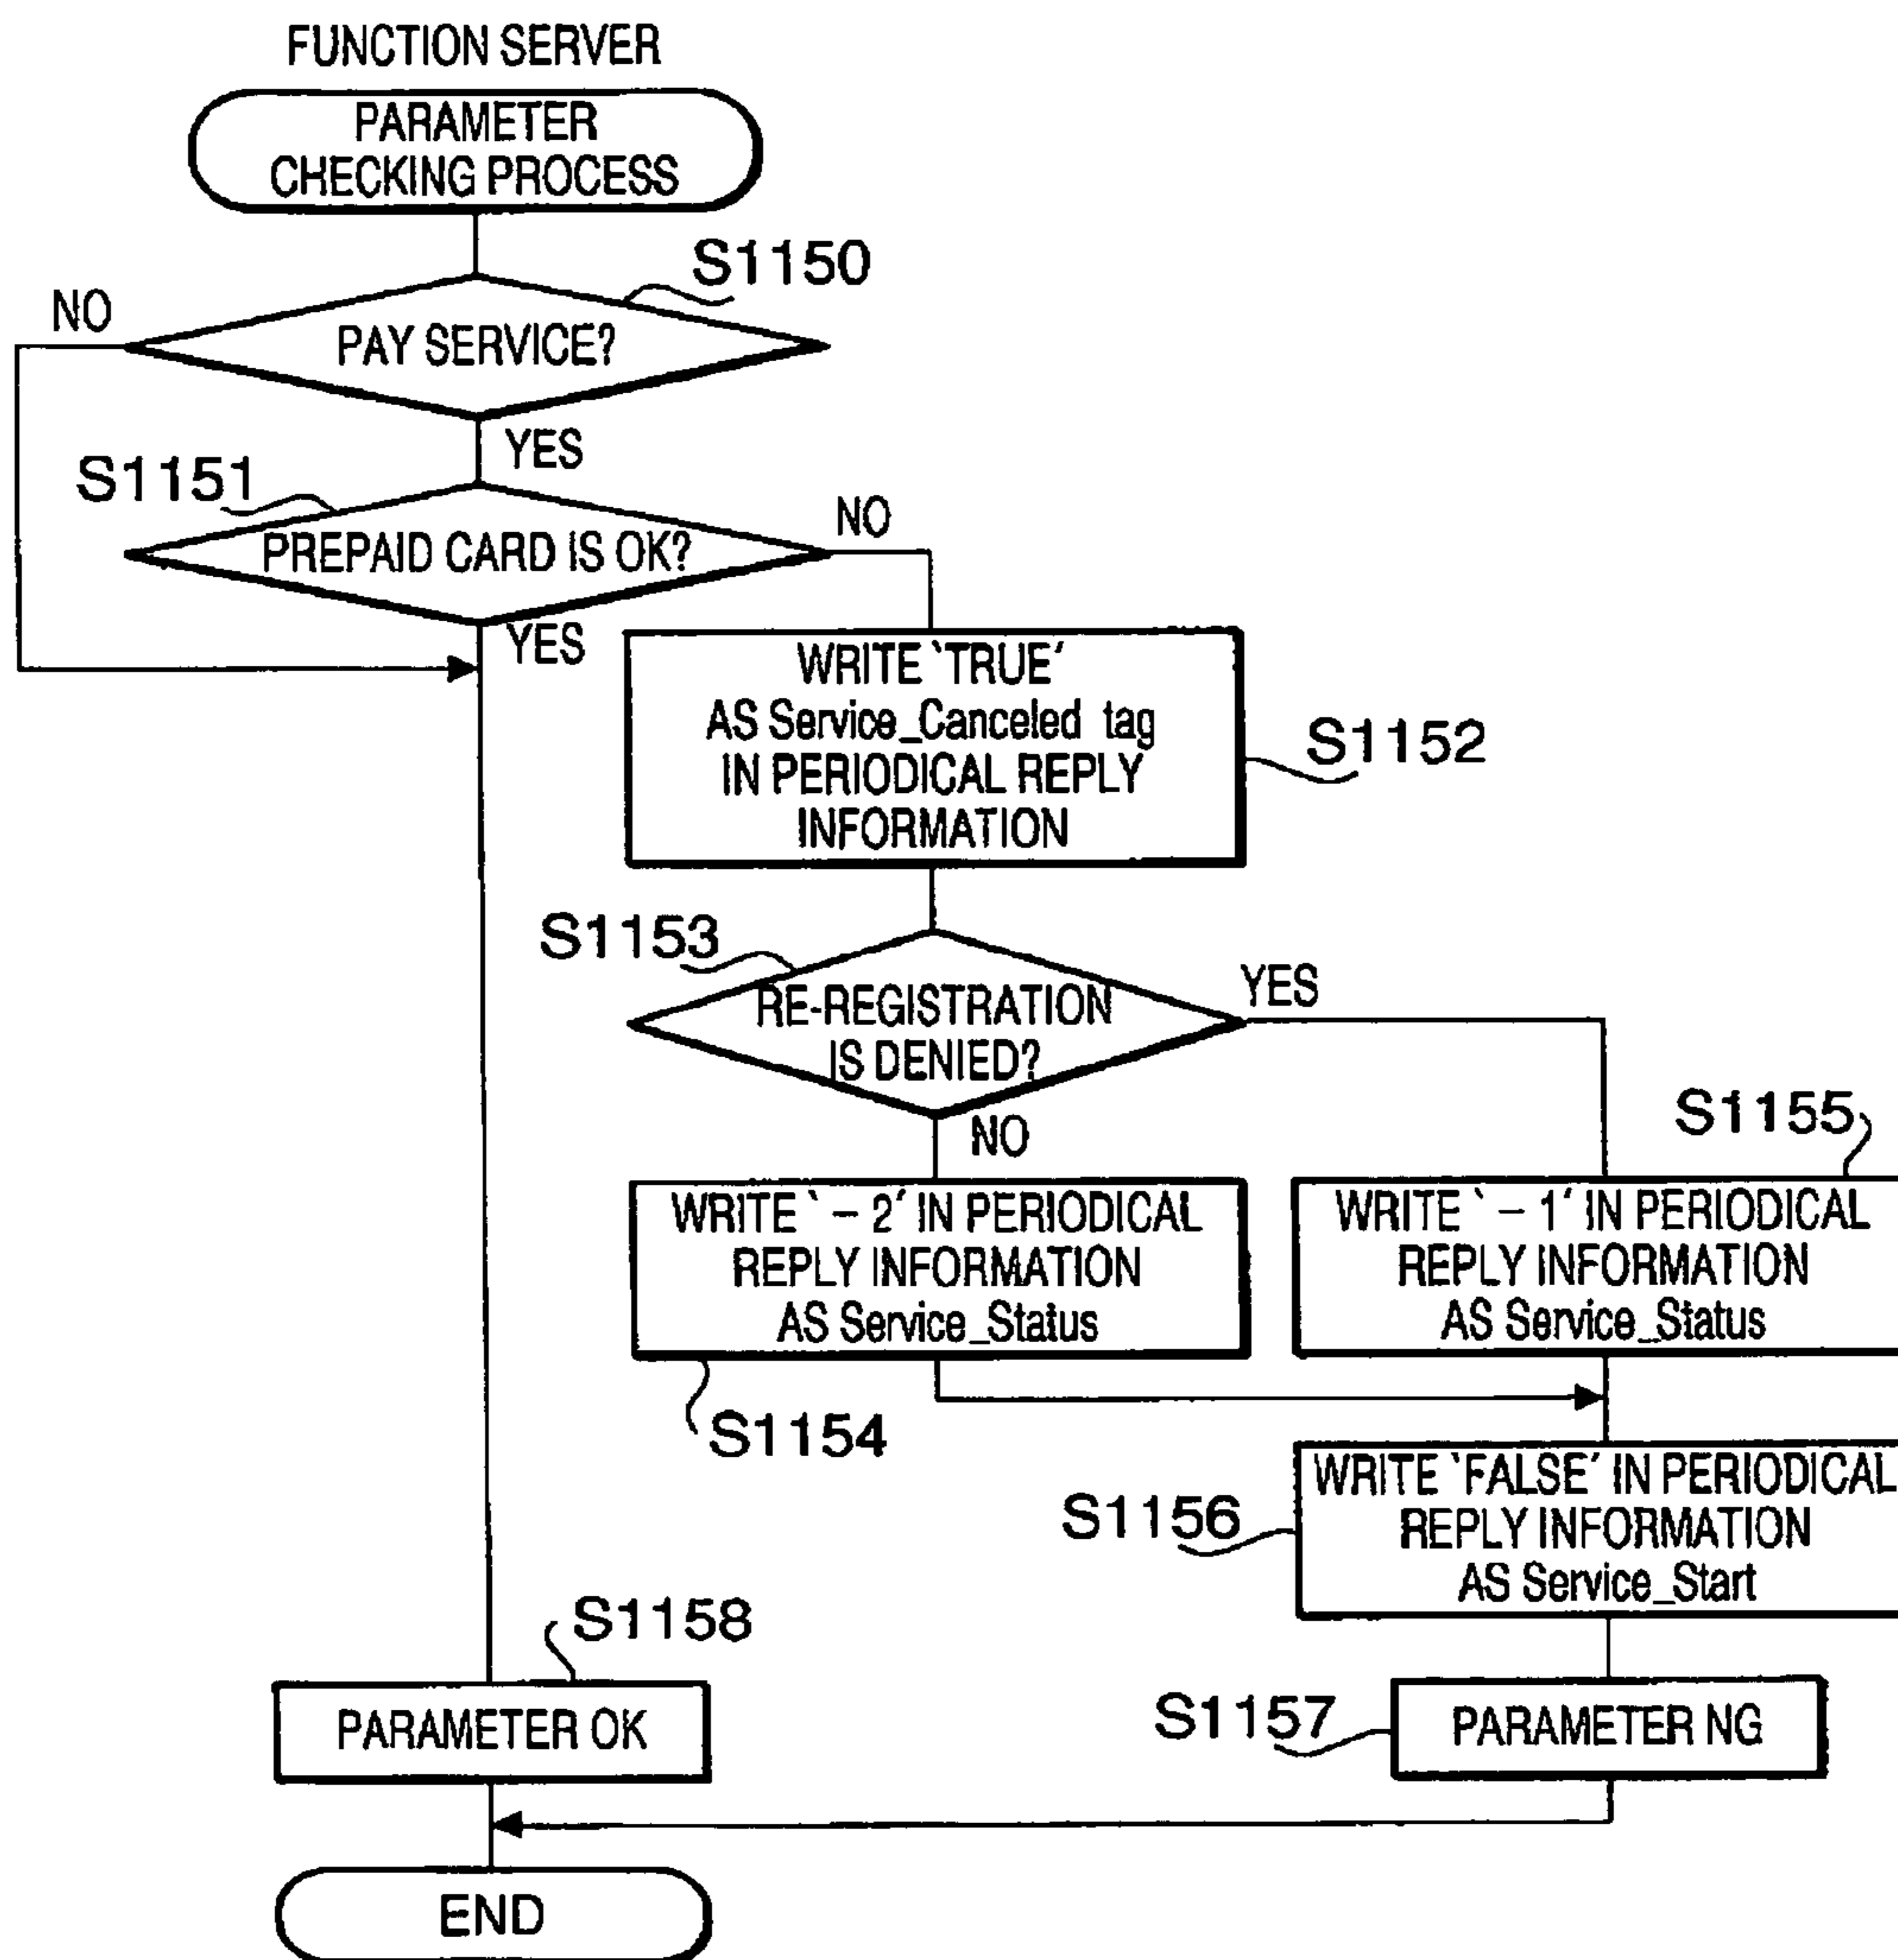 FUNCTION SERVER
PARAMETER
CHECKING PROCESS
S1150
NO
PAY SERVICE?
YES
S1151
NO
PREPAID CARD IS OK?
YES
WRITE `TRUE´
AS Service_Canceled tag
IN PERIODICAL REPLY
INFORMATION
S1152
S1153
YES
RE-REGISTRATION
IS DENIED?
NO
S1155
WRITE ` – 2´ IN PERIODICAL
REPLY INFORMATION
AS Service_Status
WRITE ` – 1´ IN PERIODICAL
REPLY INFORMATION
AS Service_Status
S1154
WRITE `FALSE´ IN PERIODICAL
REPLY INFORMATION
AS Service_Start
S1156
S1158
PARAMETER OK
S1157
PARAMETER NG
END